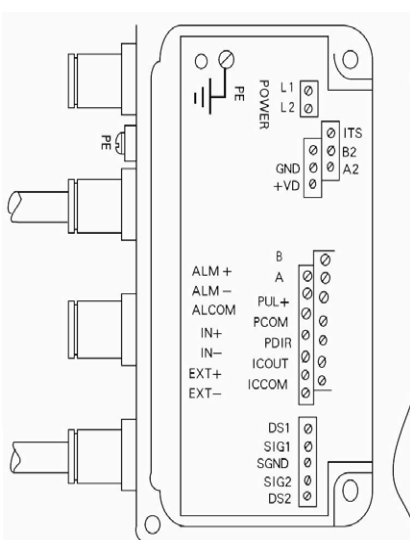 PE
POWER
L1
L2
PE
ITS
B2
GND A2
+VD
B
ALM + A
ALM – PUL+
ALCOM PCOM
IN+ PDIR
IN– ICOUT
EXT+ ICCOM
EXT–
DS1
SIG1
SGND
SIG2
DS2